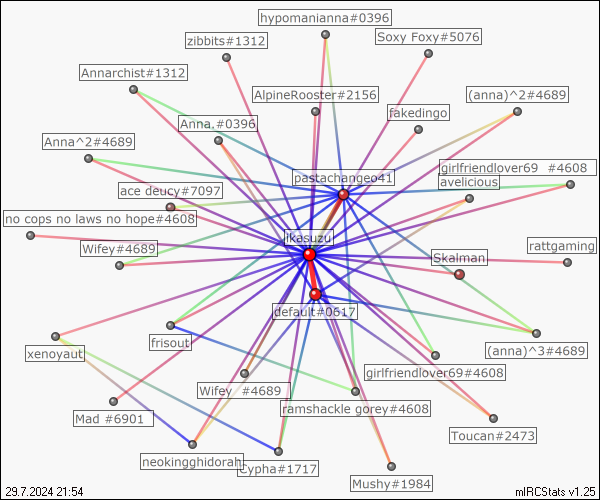 hypomanianna#0396
Soxy Foxy#5076
zibbits#1312
Annarchist#1312
AlpineRooster#2156
(anna)^2#4689
fakedingo
Anna,#0396
Anna^2#4689
girlfriendlover69 #4608
pastachangeo41
avelicious
ace deucy#7097
no cops no laws no hope#4608
ikasuzu
Wifey#4689
rattgaming
Skalman
default#0617
frisout
xenoyaut
(anna)^3#4689
girlfriendlover69#4608
Wifey #4689
ramshackle gorey#4608
Mad #6901
Toucan#2473
neokingghidorah
Cypha#1717
Mushy#1984
29.7.2024 21:54
mIRCStats v1.25